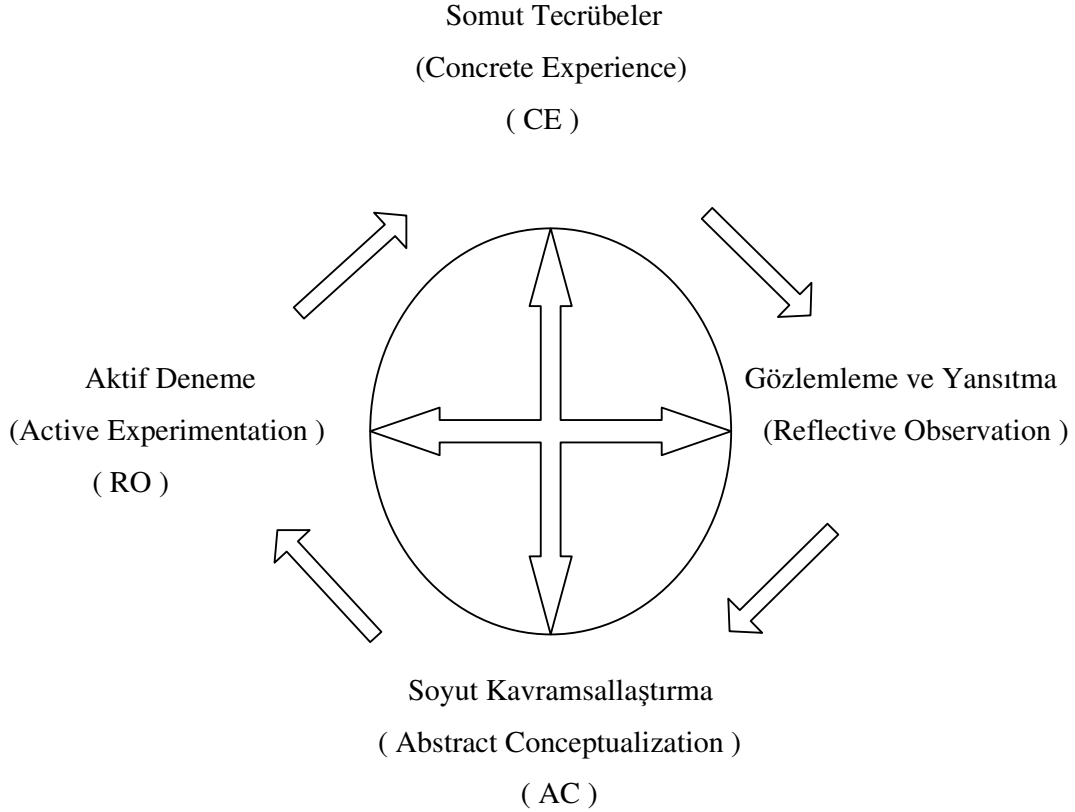 Somut Tecrübeler
(Concrete Experience)
( CE )
Aktif Deneme
(Active Experimentation )
( RO )
Gözlemleme ve Yansıtma
(Reflective Observation )
Soyut Kavramsallaştırma
( Abstract Conceptualization )
( AC )